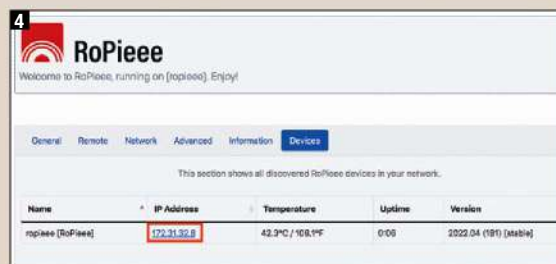 4
RoPieee
Welcome to RoPieee, running on [ropieee]. Enjoy!
General Remote Network Advanced Information Devices
This section shows all discovered RoPieee devices in your network.
Name IP Address Temperature Uptime Version
ropieee [RoPieee] 172.31.32.8 42.3°C / 108.1°F 0:06 2022.04 (191) [stable]